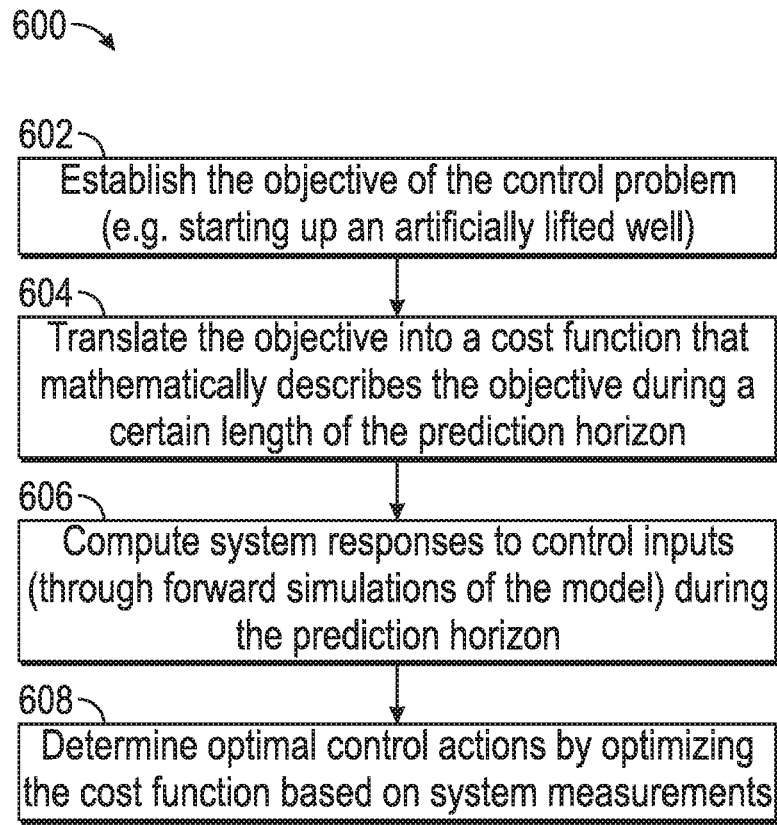 600
602
Establish the objective of the control problem
(e.g. starting up an artificially lifted well)
604
Translate the objective into a cost function that
mathematically describes the objective during a
certain length of the prediction horizon
606
Compute system responses to control inputs
(through forward simulations of the model) during
the prediction horizon
608
Determine optimal control actions by optimizing
the cost function based on system measurements